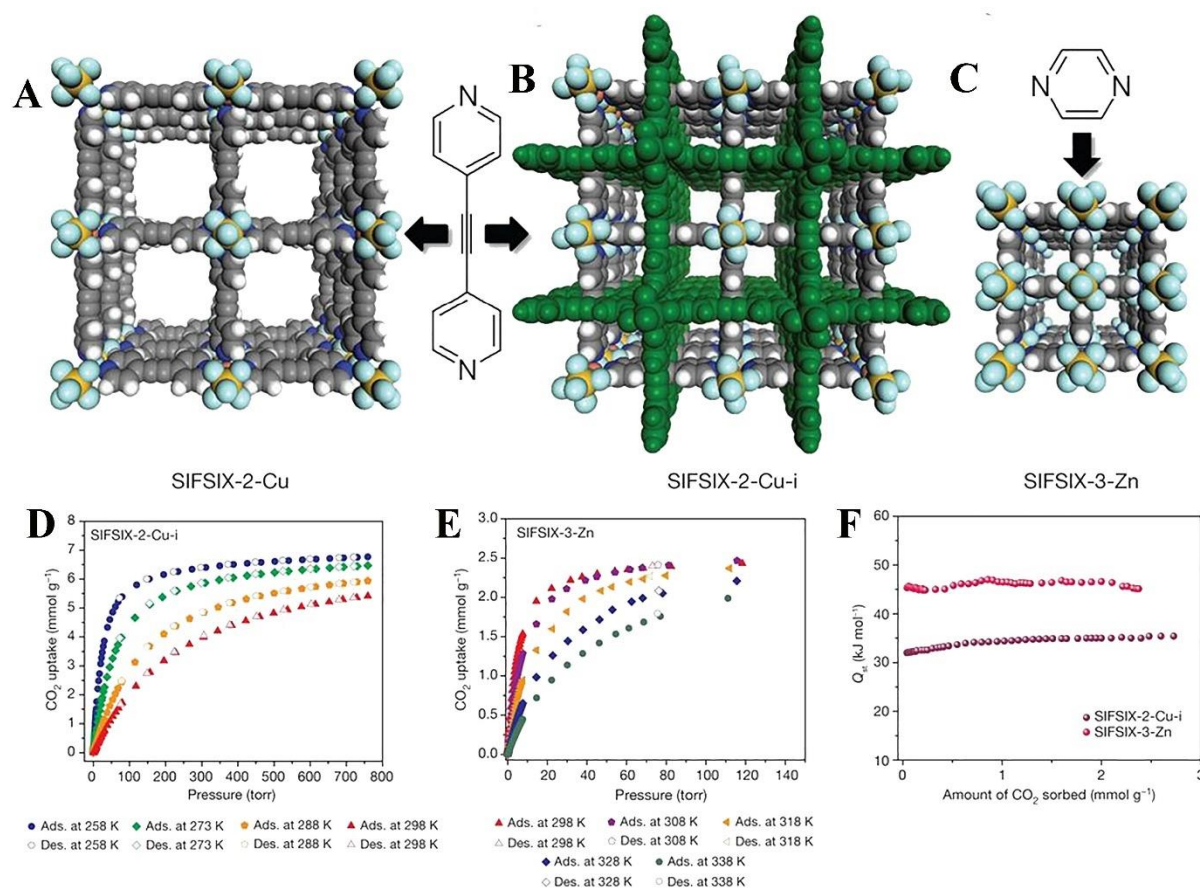 A
B
C
N
N
N
N
SIFSIX-2-Cu
SIFSIX-2-Cu-i
SIFSIX-3-Zn
D
SIFSIX-2-Cu-i
CO2 uptake (mmol g⁻¹)
8
7
6
5
4
3
2
1
0
0 100 200 300 400 500 600 700 800
Pressure (torr)
Ads. at 258 K Ads. at 273 K Ads. at 288 K Ads. at 298 K
Des. at 258 K Des. at 273 K Des. at 288 K Des. at 298 K
E
SIFSIX-3-Zn
CO2 uptake (mmol g⁻¹)
3.0
2.5
2.0
1.5
1.0
0.5
0.0
0 20 40 60 80 100 120 140
Pressure (torr)
Ads. at 298 K Ads. at 308 K Ads. at 318 K
Des. at 298 K Des. at 308 K Des. at 318 K
Ads. at 328 K Ads. at 338 K
Des. at 328 K Des. at 338 K
F
Qst (kJ mol⁻¹)
60
50
40
30
20
10
SIFSIX-2-Cu-i
SIFSIX-3-Zn
0 1 2 3
Amount of CO2 sorbed (mmol g⁻¹)